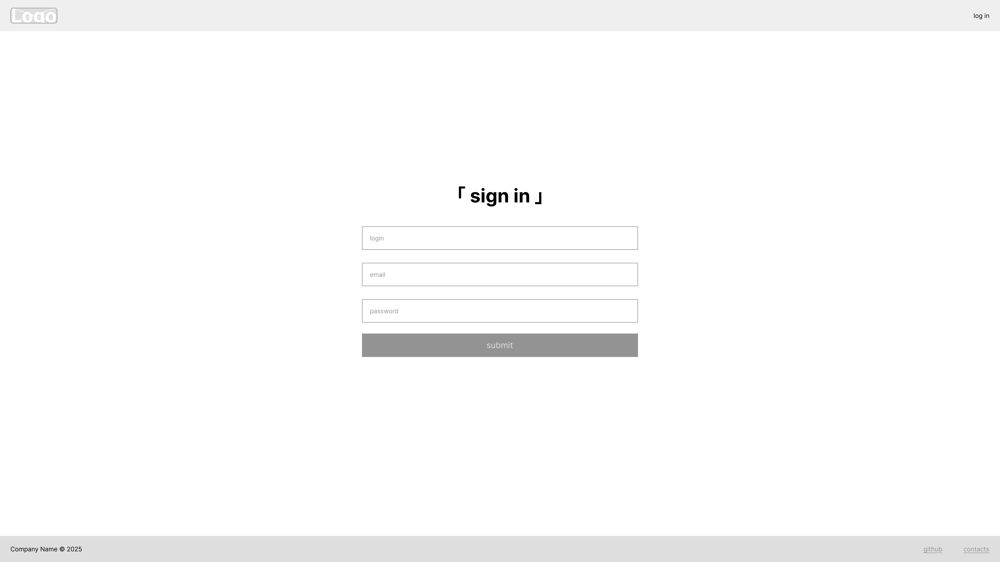 Logo
log in
「 sign in 」
login
email
password
submit
Company Name © 2025
github
contacts